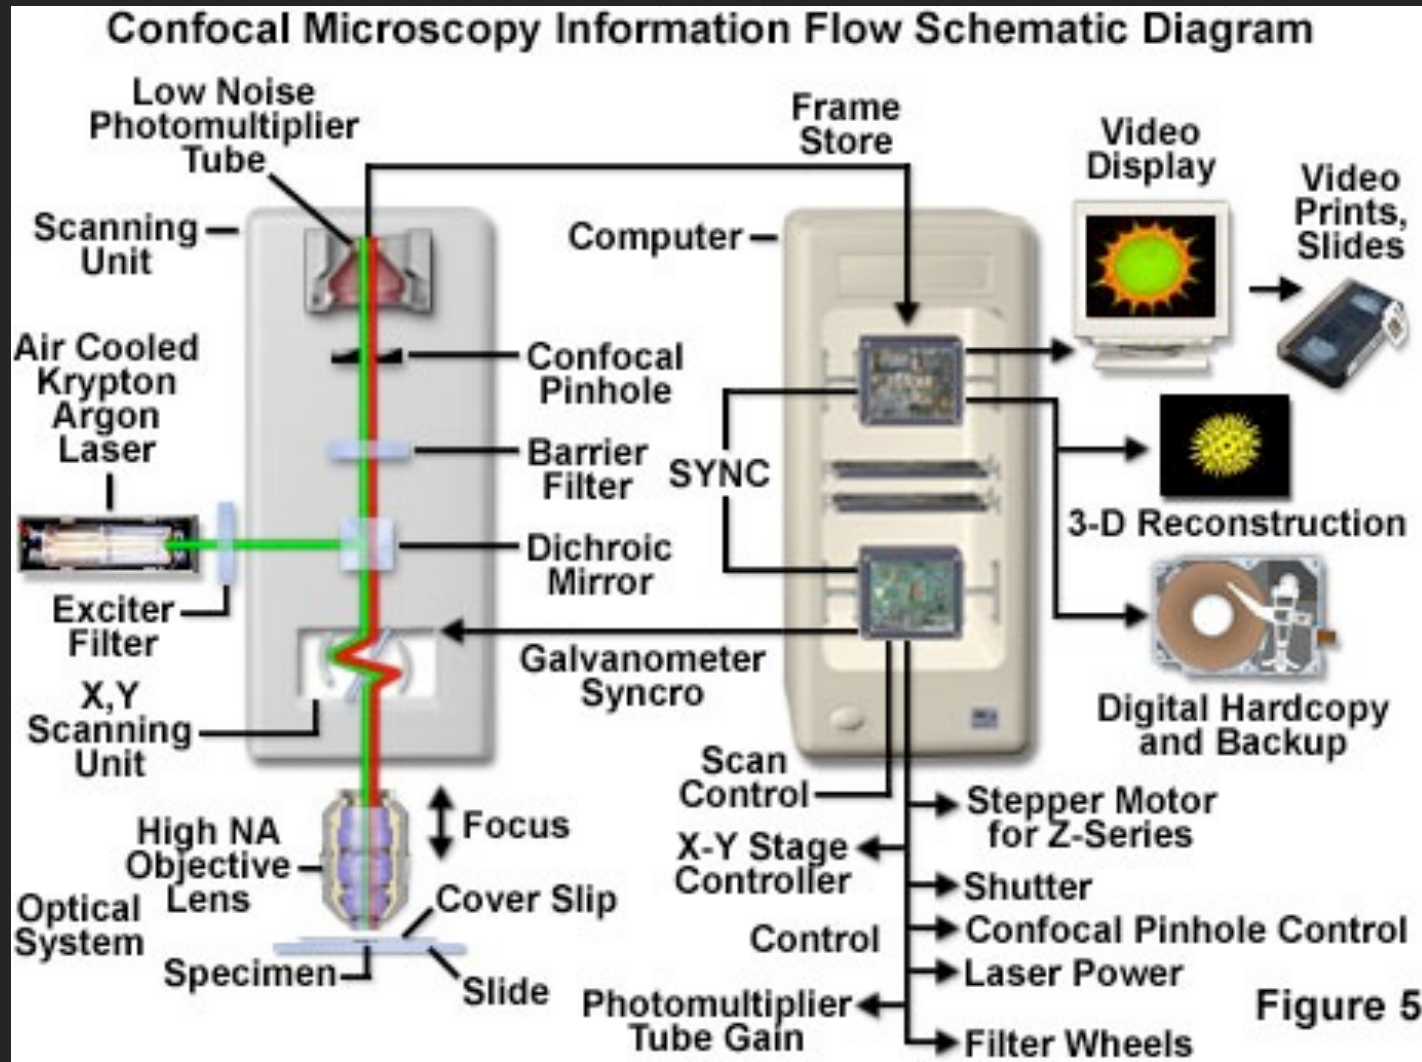 Confocal Microscopy Information Flow Schematic Diagram
Low Noise
Photomultiplier
Tube
Frame
Store
Video
Display
Video
Prints,
Slides
Scanning
Unit
Computer
Air Cooled
Krypton
Argon
Laser
Confocal
Pinhole
Barrier
Filter
SYNC
3-D Reconstruction
Dichroic
Mirror
Exciter
Filter
Galvanometer
Syncro
X,Y
Scanning
Unit
Digital Hardcopy
and Backup
Scan
Control
Stepper Motor
for Z-Series
High NA
Objective
Lens
Focus
X-Y Stage
Controller
Shutter
Optical
System
Cover Slip
Control
Confocal Pinhole Control
Specimen
Slide
Laser Power
Photomultiplier
Tube Gain
Figure 5
Filter Wheels